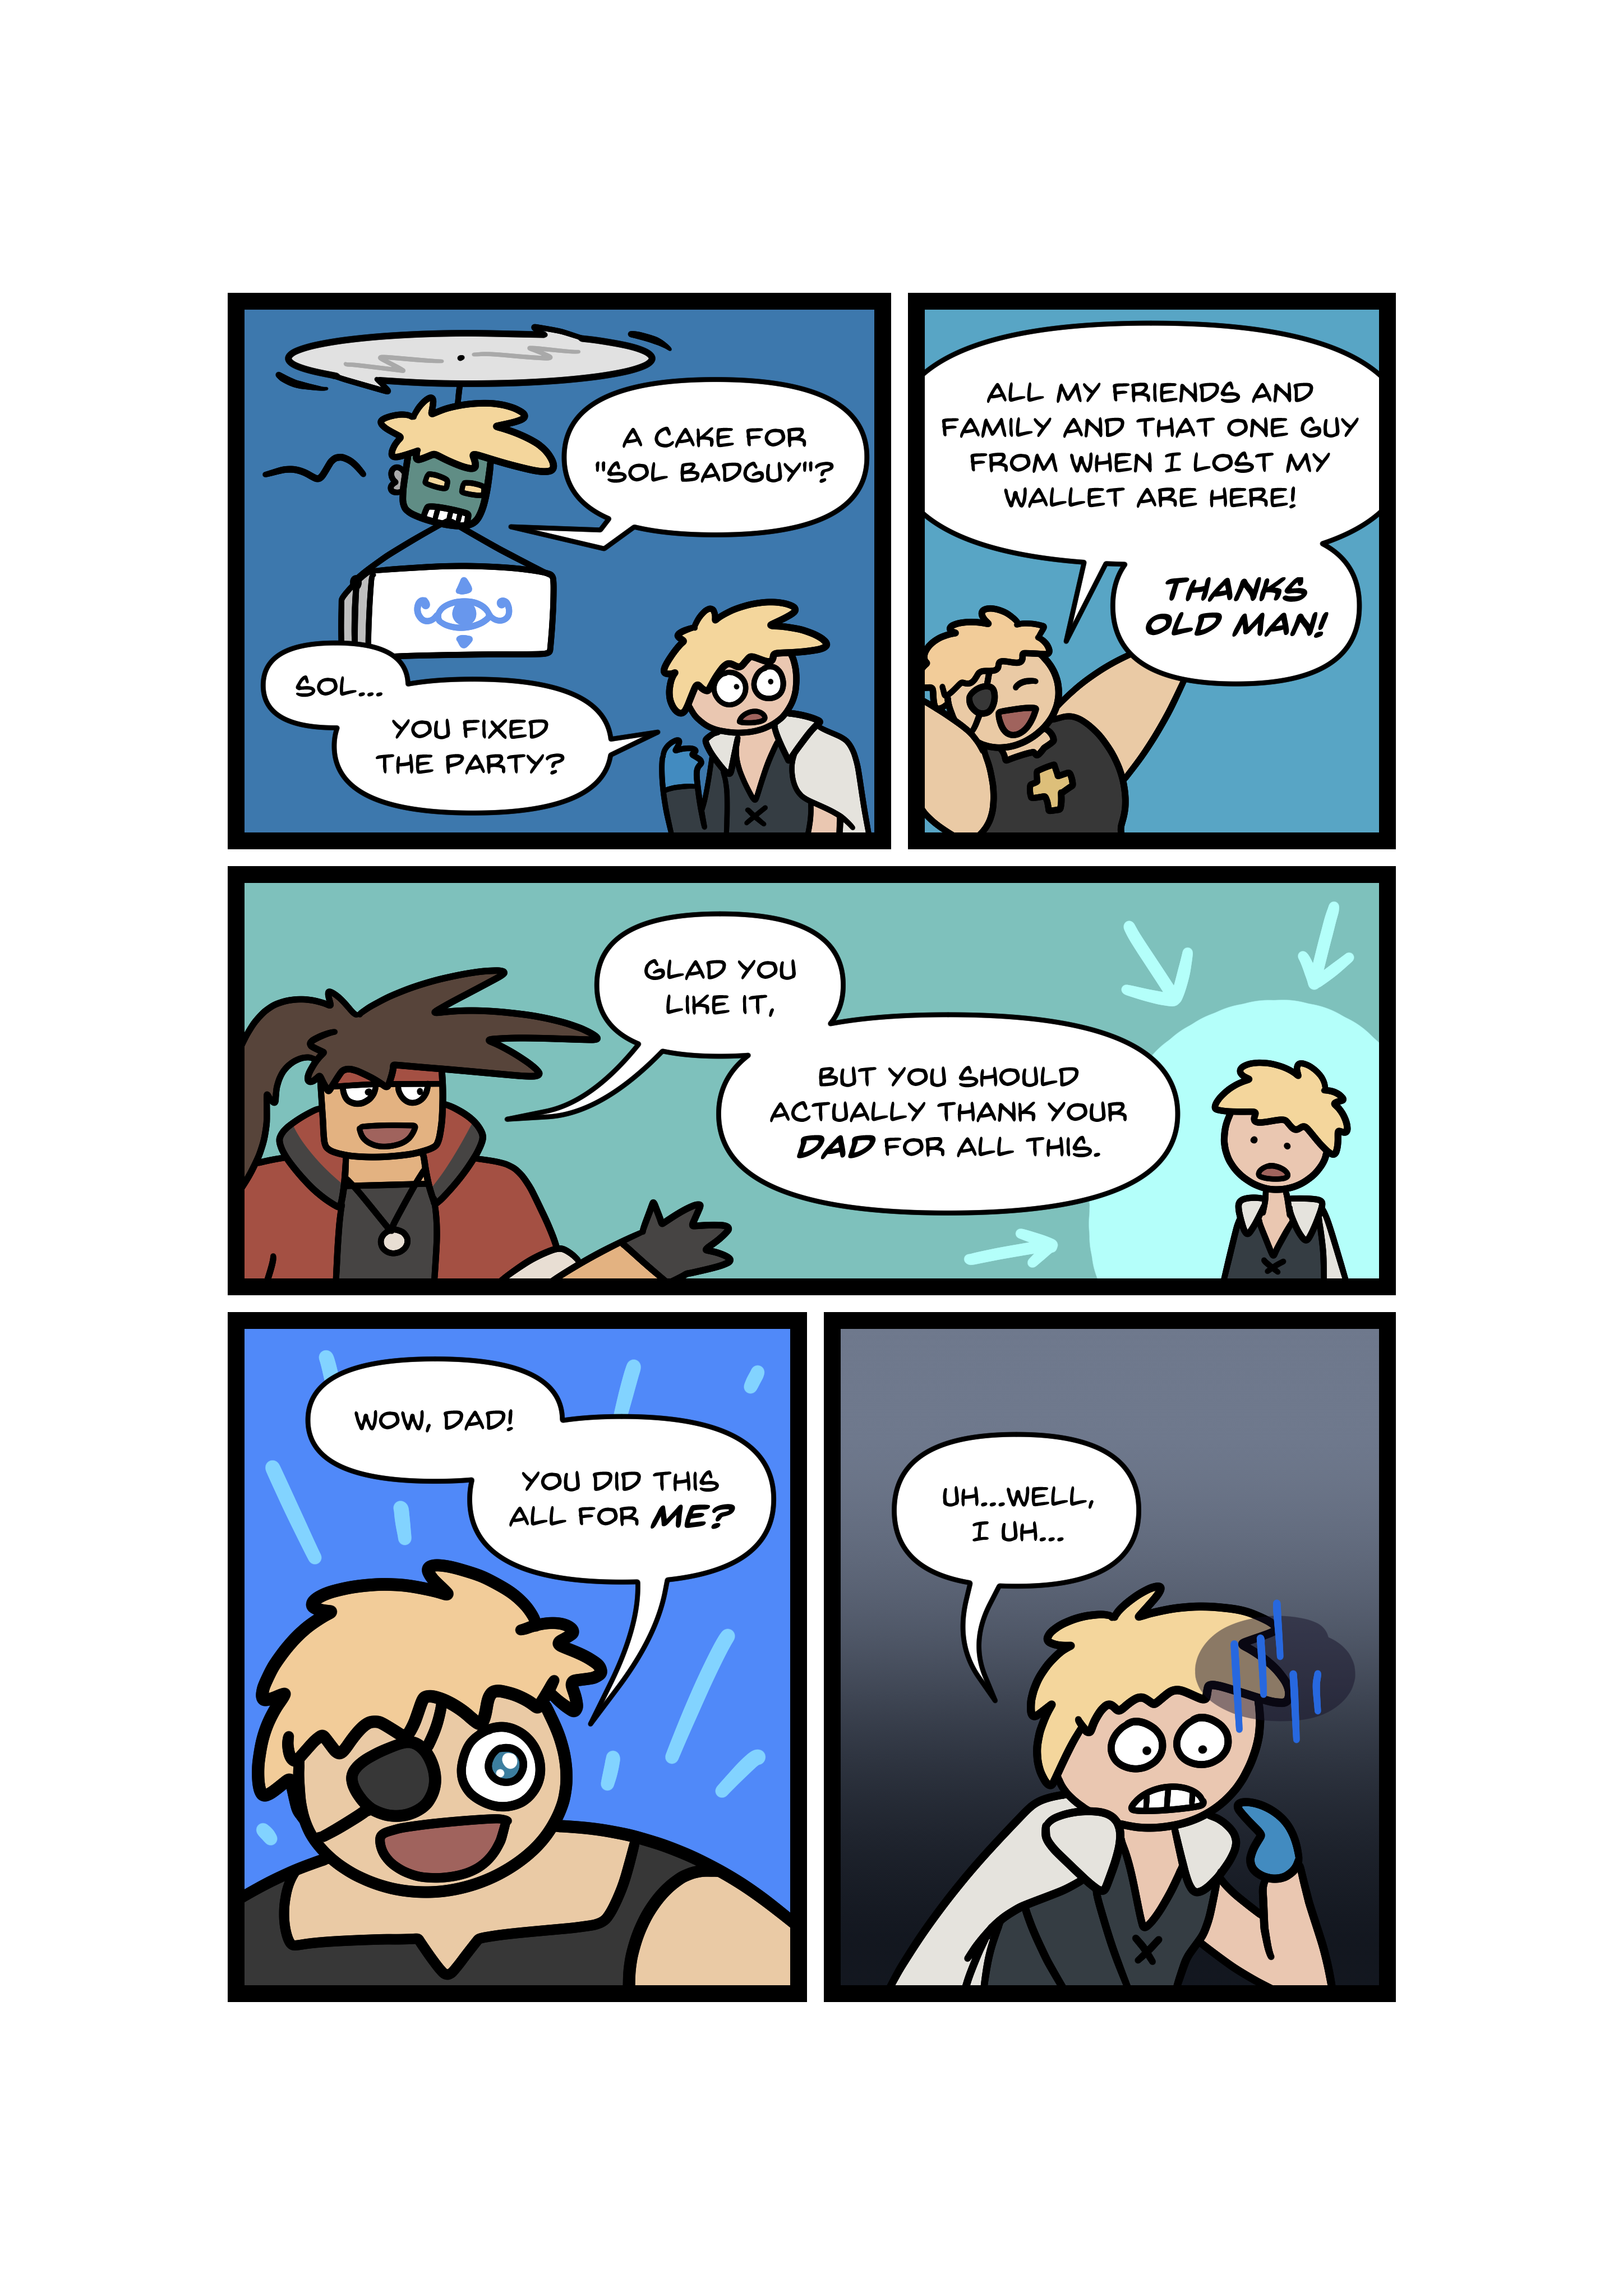 A CAKE FOR
"SOL BADGUY"?
SOL...
YOU FIXED
THE PARTY?
ALL MY FRIENDS AND
FAMILY AND THAT ONE GUY
FROM WHEN I LOST MY
WALLET ARE HERE!
THANKS
OLD MAN!
GLAD YOU
LIKE IT,
BUT YOU SHOULD
ACTUALLY THANK YOUR
DAD FOR ALL THIS.
WOW, DAD!
YOU DID THIS
ALL FOR ME?
UH...WELL,
I UH...